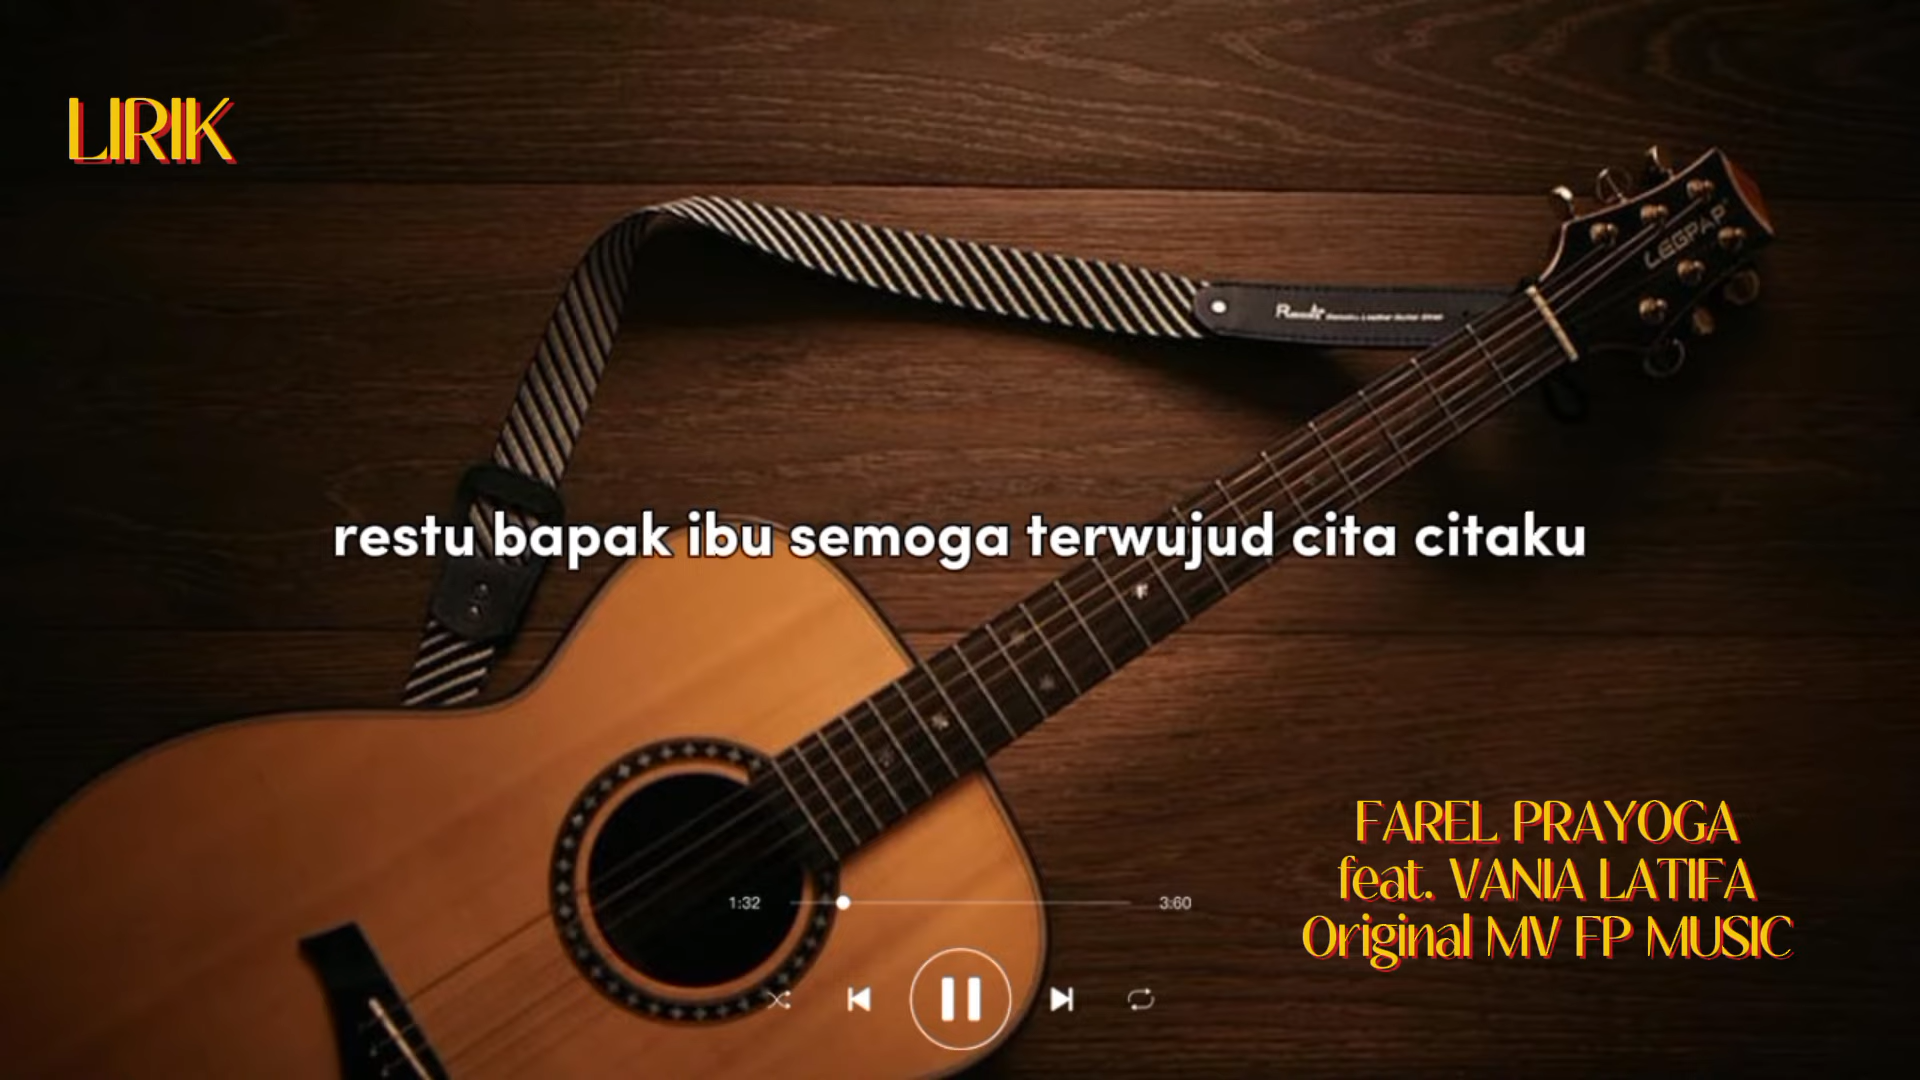 LIRIK
LEGPAP
restu bapak ibu semoga terwujud cita citaku
FAREL PRAYOGA
feat. VANIA LATIFA
Original MV FP MUSIC
1:32
3:60